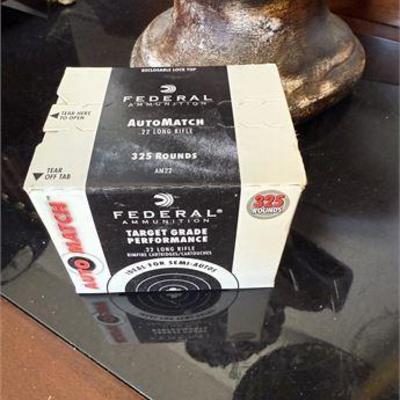 RECLOSABLE LOCK TOP
FEDERAL
AMMUNITION
TEAR HERE
TO OPEN
AUTOMATCH
.22 LONG RIFLE
325 ROUNDS
AM22
TEAR
OFF TAB
FEDERAL®
AMMUNITION
325
ROUNDS
TARGET GRADE
PERFORMANCE
.22 LONG RIFLE
RIMFIRE CARTRIDGES/CARTOUCHES
IDEAL FOR SEMI-AUTOS
AUTOMATCH